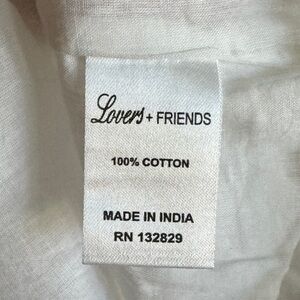 Lovers + FRIENDS
100% COTTON
MADE IN INDIA
RN 132829